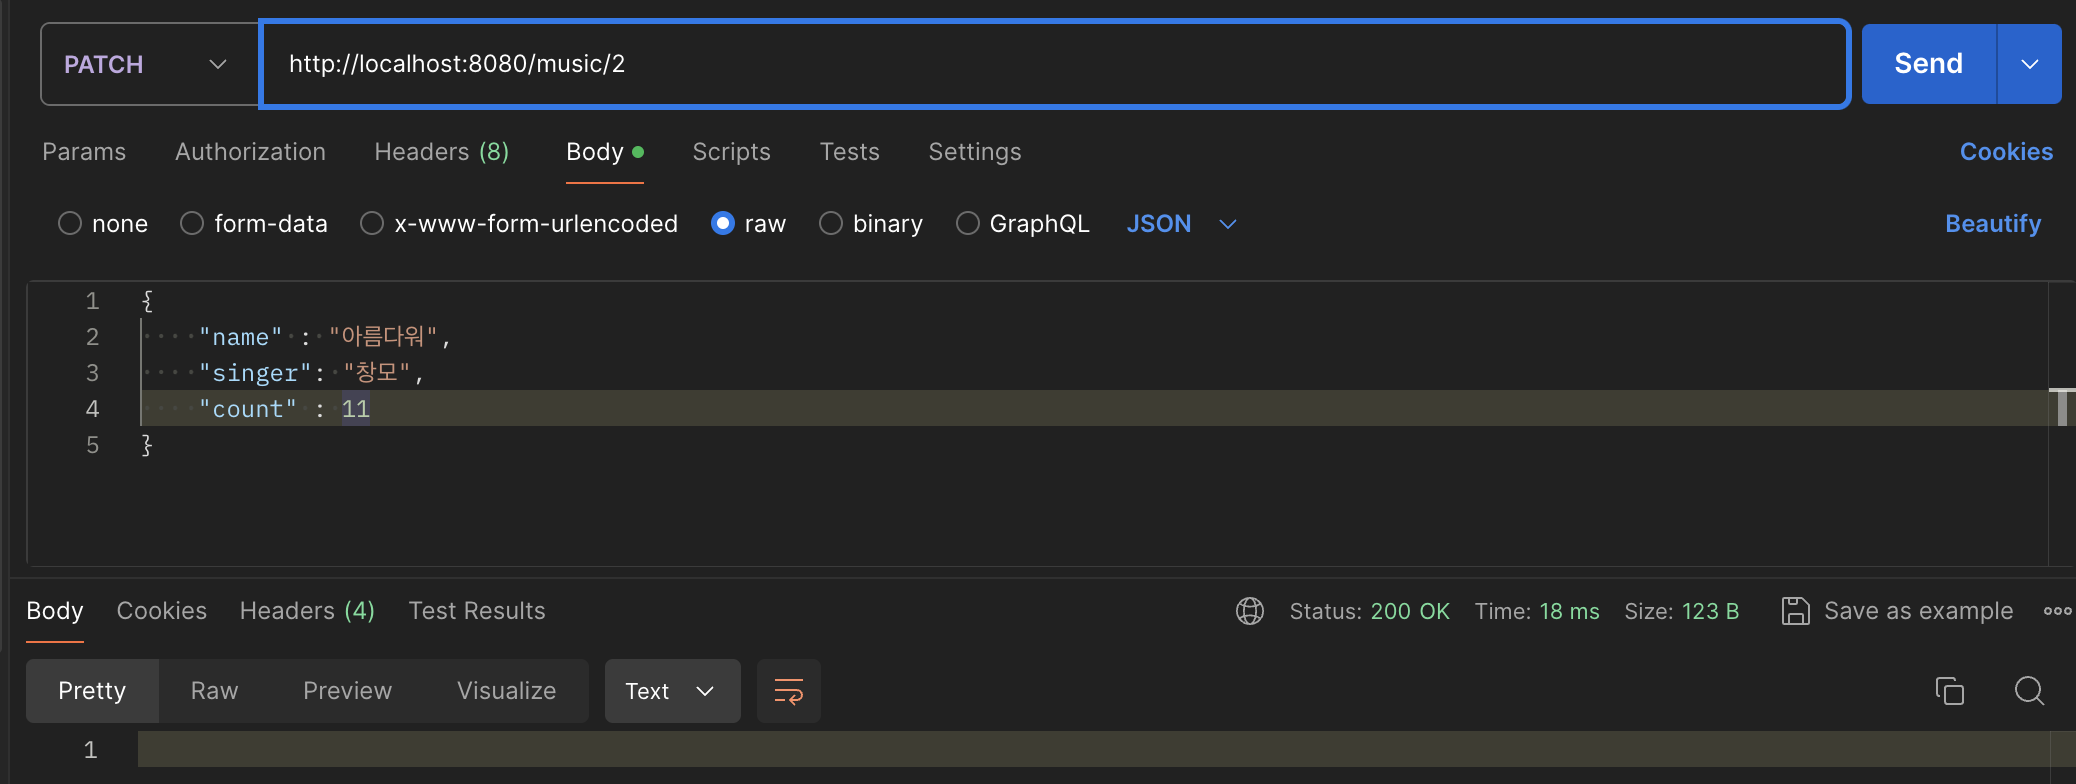 PATCH http://localhost:8080/music/2 Send
Params Authorization Headers (8) Body Scripts Tests Settings Cookies
none form-data x-www-form-urlencoded raw binary GraphQL JSON Beautify
1 {
2 "name" : "아름다워",
3 "singer": "창모",
4 "count" : 11
5 }
Body Cookies Headers (4) Test Results Status: 200 OK Time: 18 ms Size: 123 B Save as example
Pretty Raw Preview Visualize Text
1